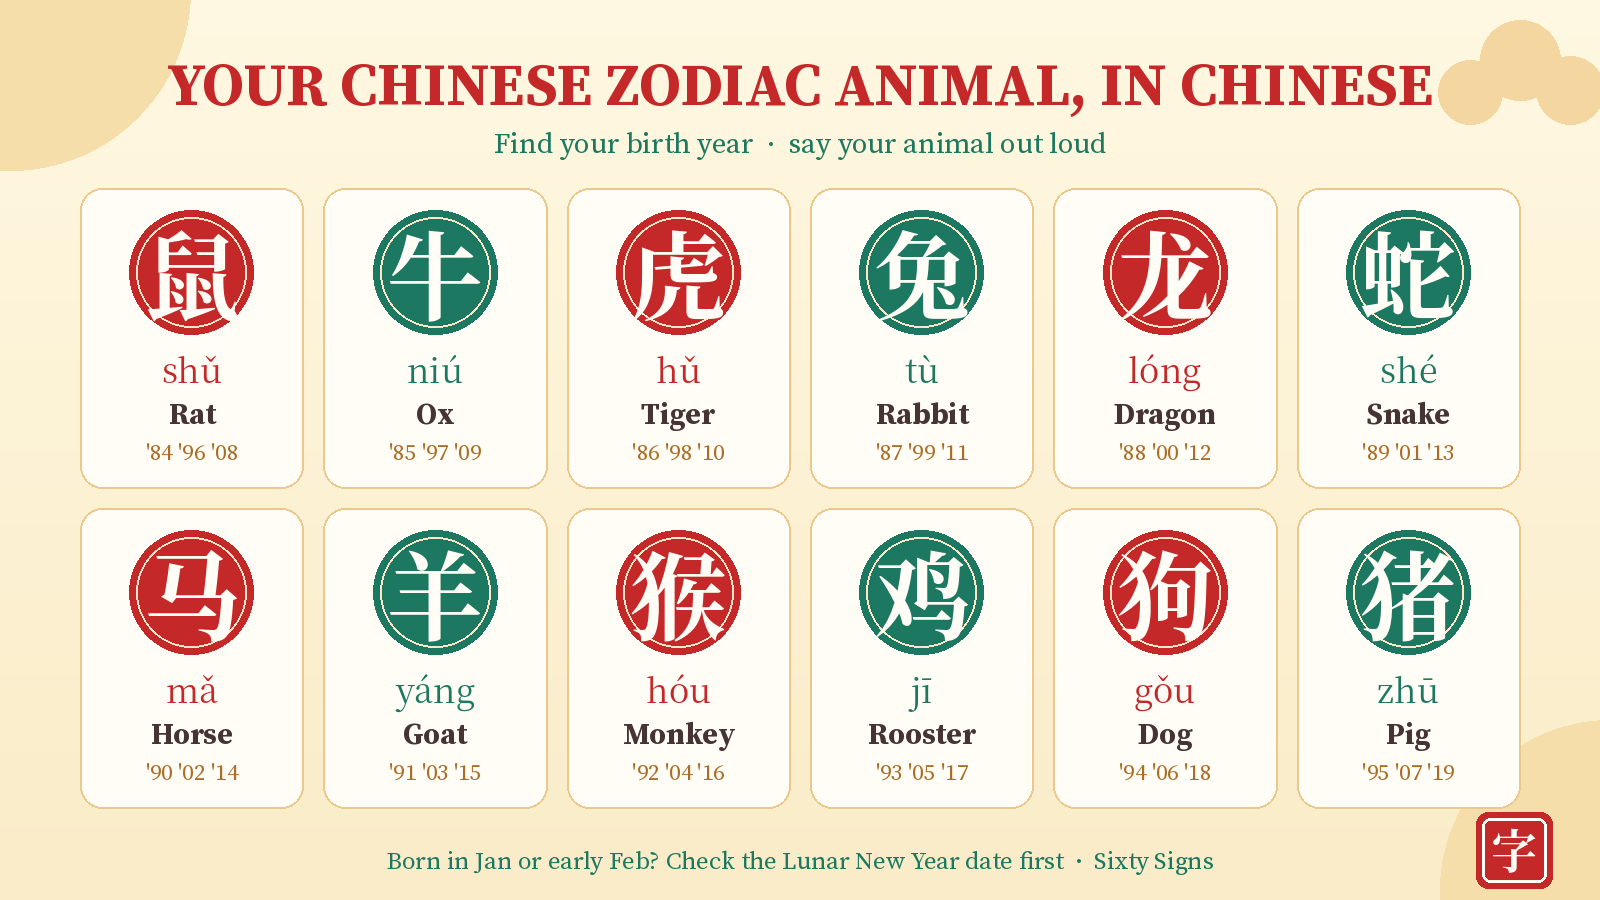 YOUR CHINESE ZODIAC ANIMAL, IN CHINESE
Find your birth year · say your animal out loud
鼠
shǔ
Rat
'84 '96 '08
牛
niú
Ox
'85 '97 '09
虎
hǔ
Tiger
'86 '98 '10
兔
tù
Rabbit
'87 '99 '11
龙
lóng
Dragon
'88 '00 '12
蛇
shé
Snake
'89 '01 '13
马
mǎ
Horse
'90 '02 '14
羊
yáng
Goat
'91 '03 '15
猴
hóu
Monkey
'92 '04 '16
鸡
jī
Rooster
'93 '05 '17
狗
gǒu
Dog
'94 '06 '18
猪
zhū
Pig
'95 '07 '19
Born in Jan or early Feb? Check the Lunar New Year date first · Sixty Signs
字